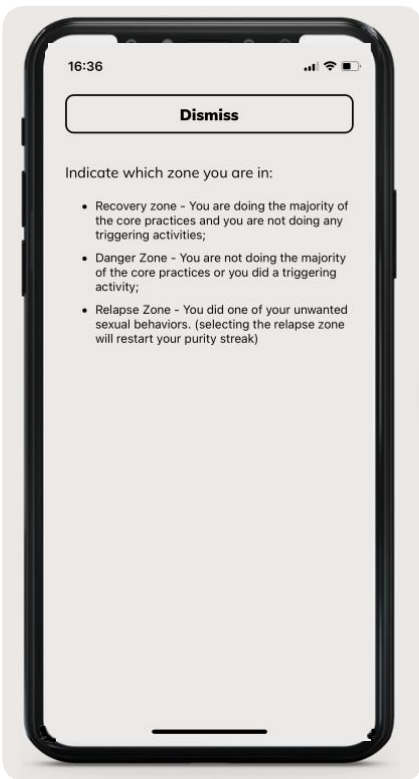 16:36
Dismiss
Indicate which zone you are in:
• Recovery zone - You are doing the majority of
the core practices and you are not doing any
triggering activities;
• Danger Zone - You are not doing the majority
of the core practices or you did a triggering
activity;
• Relapse Zone - You did one of your unwanted
sexual behaviors. (selecting the relapse zone
will restart your purity streak)